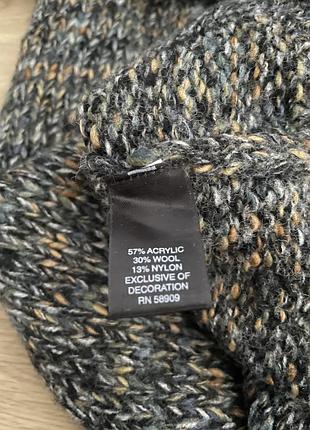 57% ACRYLIC
30% WOOL
13% NYLON
EXCLUSIVE OF
DECORATION
RN 58909